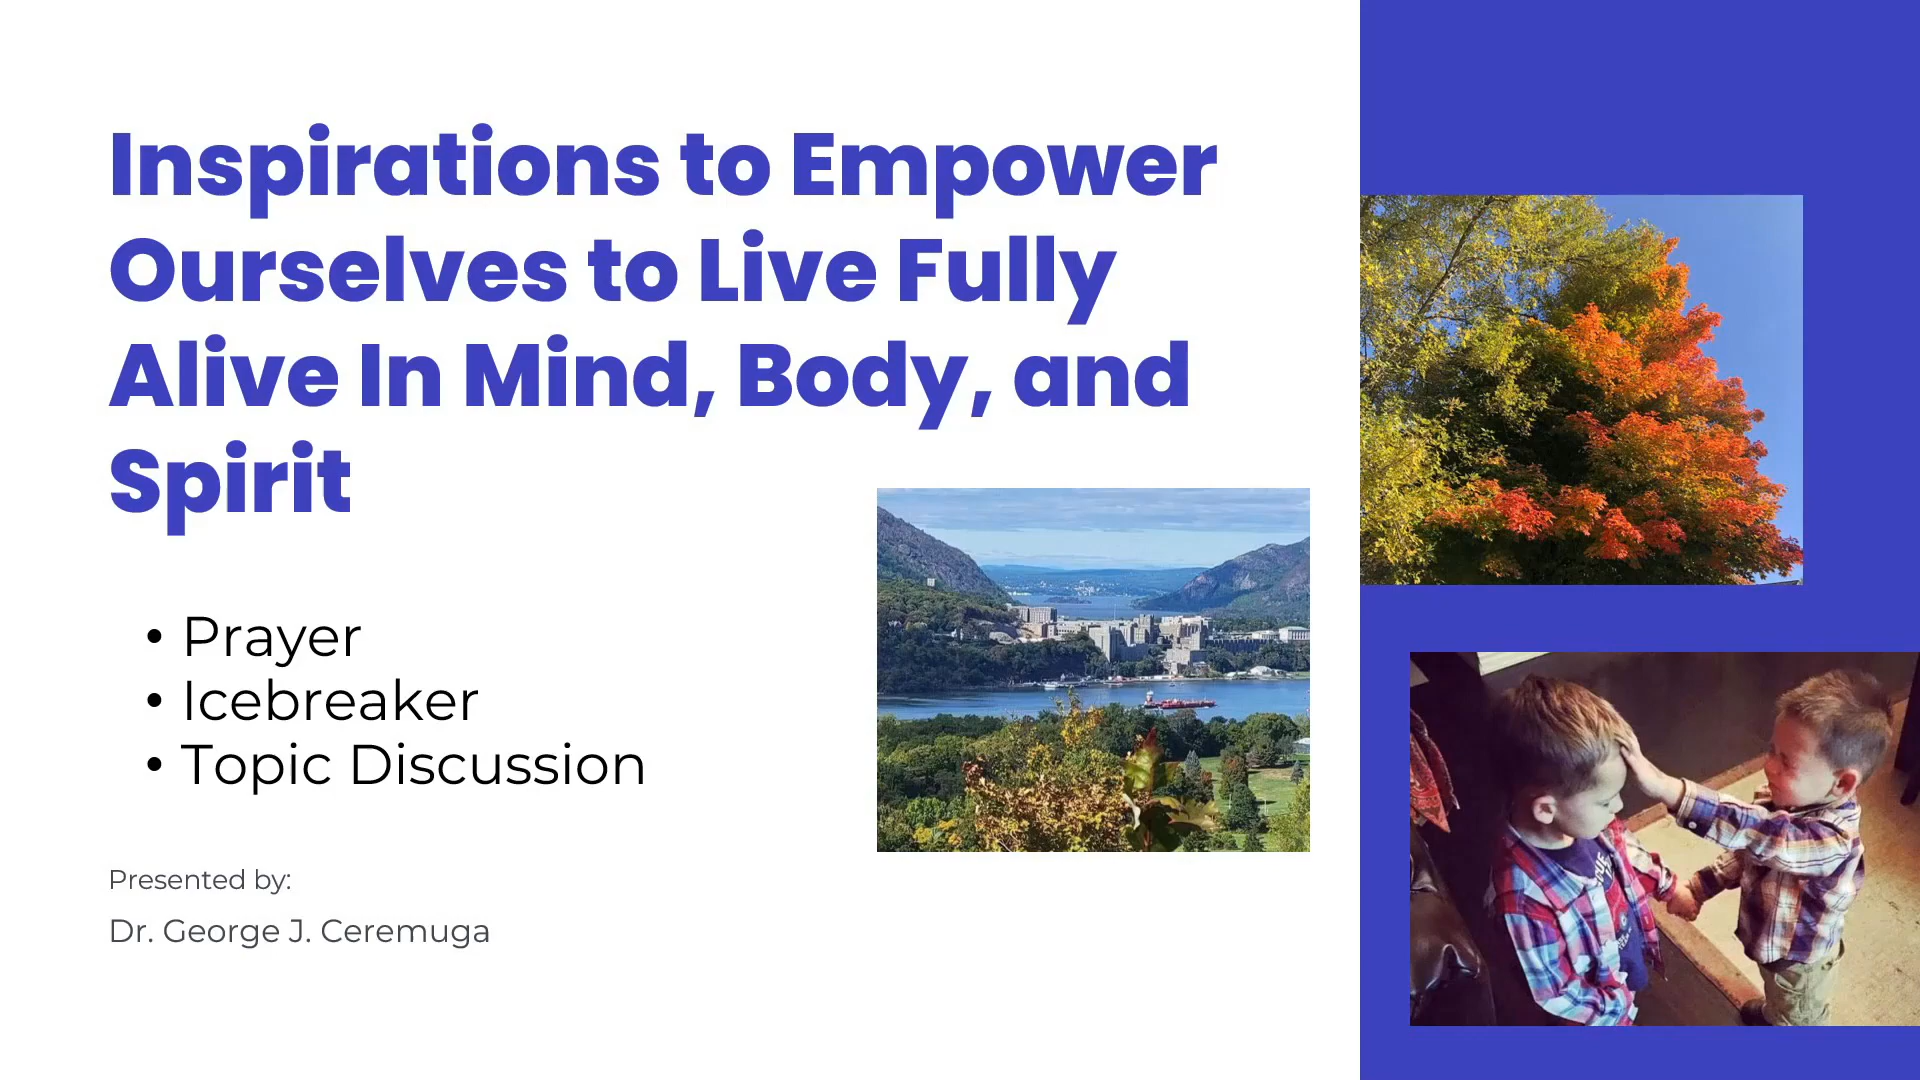 Inspirations to Empower
Ourselves to Live Fully
Alive In Mind, Body, and
Spirit
• Prayer
• Icebreaker
• Topic Discussion
Presented by:
Dr. George J. Ceremuga